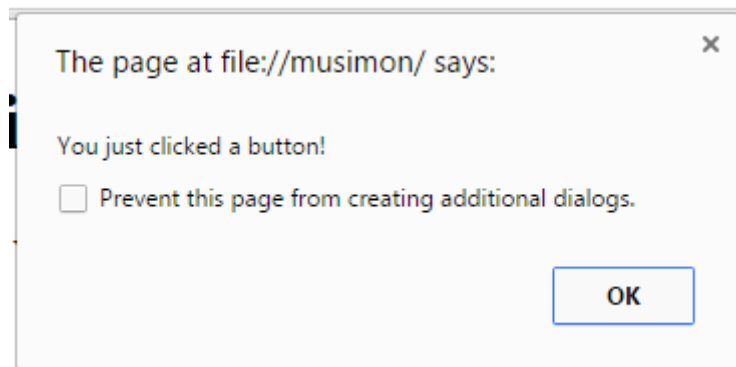 The page at file://musimon/ says:
You just clicked a button!
Prevent this page from creating additional dialogs.
OK